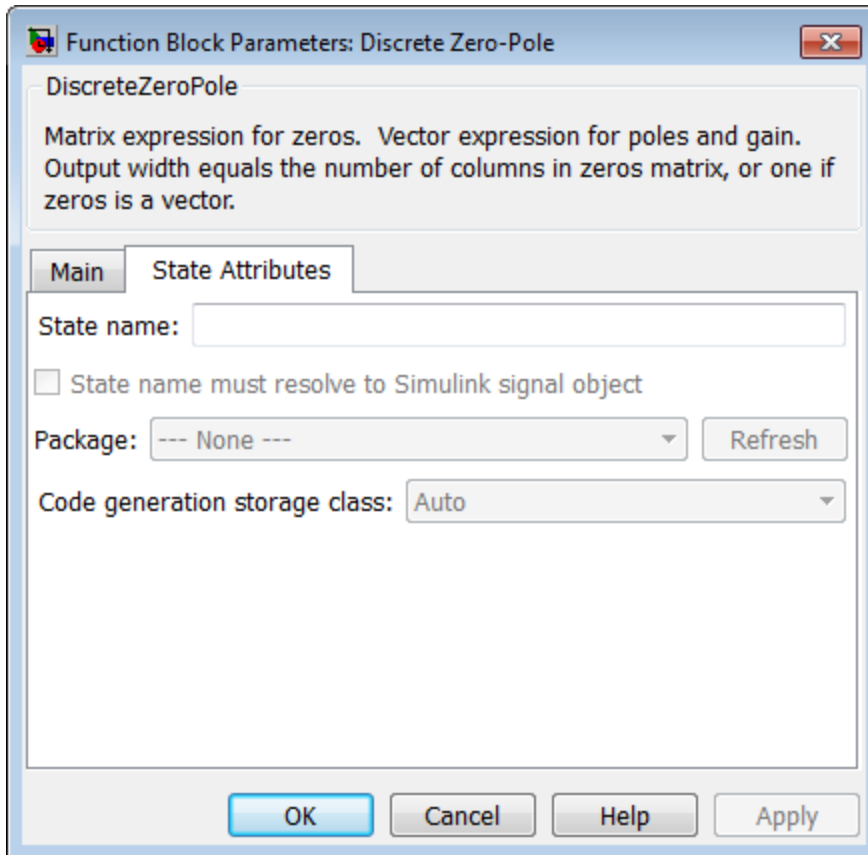 Function Block Parameters: Discrete Zero-Pole
DiscreteZeroPole
Matrix expression for zeros.  Vector expression for poles and gain.
Output width equals the number of columns in zeros matrix, or one if
zeros is a vector.
Main State Attributes
State name:
State name must resolve to Simulink signal object
Package: --- None --- Refresh
Code generation storage class: Auto
OK Cancel Help Apply